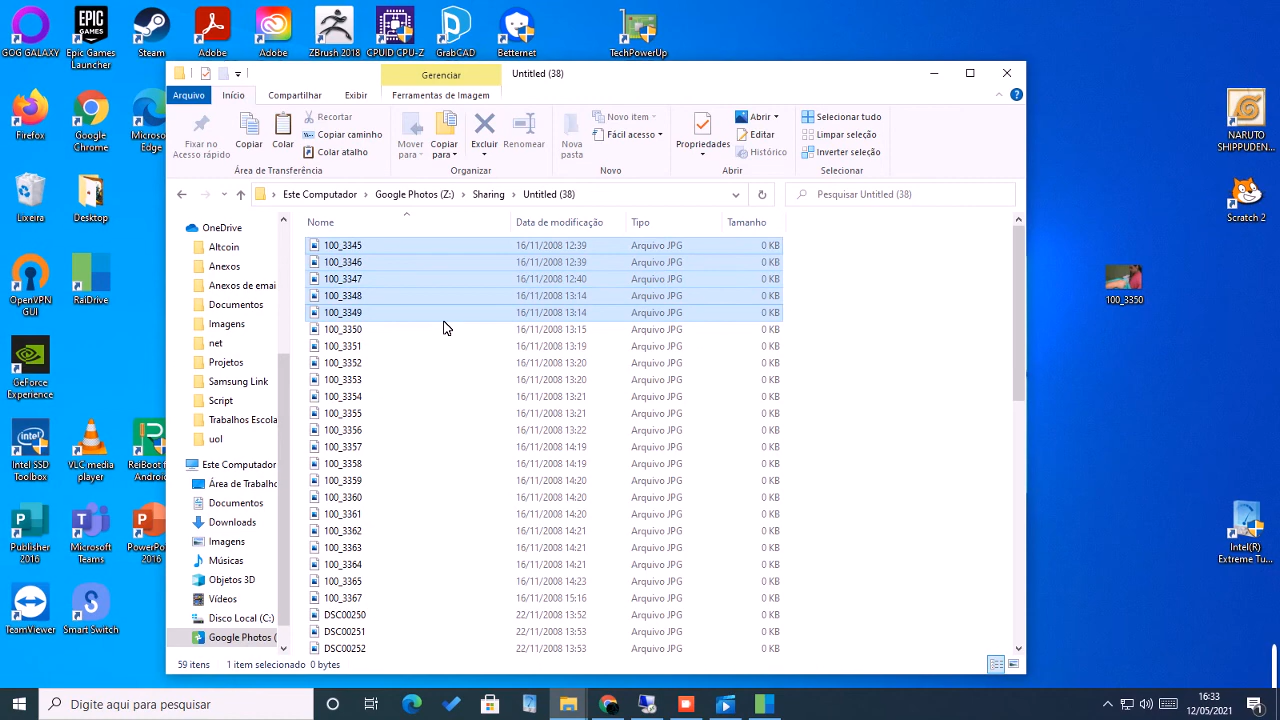 GOG GALAXY
Epic Games Launcher
Steam
Adobe
Adobe
ZBrush 2018
CPUID CPU-Z
GrabCAD
Betternet
TechPowerUp
Firefox
Google Chrome
Microso... Edge
Lixeira
Desktop
OpenVPN GUI
RaiDrive
GeForce Experience
Intel SSD Toolbox
VLC media player
ReiBoot f... Android
Publisher 2016
Microsoft Teams
PowerPo... 2016
TeamViewer
Smart Switch
NARUTO SHIPPUDEN...
Scratch 2
100_3350
Intel(R) Extreme Tu...
Gerenciar
Untitled (38)
Arquivo Início Compartilhar Exibir Ferramentas de Imagem
Fixar no Acesso rápido
Copiar
Colar
Recortar
Copiar caminho
Colar atalho
Área de Transferência
Mover para
Copiar para
Excluir
Renomear
Organizar
Nova pasta
Novo item
Fácil acesso
Novo
Propriedades
Abrir
Editar
Histórico
Abrir
Selecionar tudo
Limpar seleção
Inverter seleção
Selecionar
Este Computador > Google Photos (Z:) > Sharing > Untitled (38)
Pesquisar Untitled (38)
OneDrive
Altcoin
Anexos
Anexos de emai
Documentos
Imagens
net
Projetos
Samsung Link
Script
Trabalhos Escola
uol
Este Computador
Área de Trabalho
Documentos
Downloads
Imagens
Músicas
Objetos 3D
Vídeos
Disco Local (C:)
Google Photos (
Nome Data de modificação Tipo Tamanho
100_3345 16/11/2008 12:39 Arquivo JPG 0 KB
100_3346 16/11/2008 12:39 Arquivo JPG 0 KB
100_3347 16/11/2008 12:40 Arquivo JPG 0 KB
100_3348 16/11/2008 13:14 Arquivo JPG 0 KB
100_3349 16/11/2008 13:14 Arquivo JPG 0 KB
100_3350 16/11/2008 13:15 Arquivo JPG 0 KB
100_3351 16/11/2008 13:19 Arquivo JPG 0 KB
100_3352 16/11/2008 13:20 Arquivo JPG 0 KB
100_3353 16/11/2008 13:20 Arquivo JPG 0 KB
100_3354 16/11/2008 13:21 Arquivo JPG 0 KB
100_3355 16/11/2008 13:21 Arquivo JPG 0 KB
100_3356 16/11/2008 13:22 Arquivo JPG 0 KB
100_3357 16/11/2008 14:19 Arquivo JPG 0 KB
100_3358 16/11/2008 14:19 Arquivo JPG 0 KB
100_3359 16/11/2008 14:20 Arquivo JPG 0 KB
100_3360 16/11/2008 14:20 Arquivo JPG 0 KB
100_3361 16/11/2008 14:20 Arquivo JPG 0 KB
100_3362 16/11/2008 14:21 Arquivo JPG 0 KB
100_3363 16/11/2008 14:21 Arquivo JPG 0 KB
100_3364 16/11/2008 14:21 Arquivo JPG 0 KB
100_3365 16/11/2008 14:23 Arquivo JPG 0 KB
100_3367 16/11/2008 15:16 Arquivo JPG 0 KB
DSC00250 22/11/2008 13:52 Arquivo JPG 0 KB
DSC00251 22/11/2008 13:53 Arquivo JPG 0 KB
DSC00252 22/11/2008 13:53 Arquivo JPG 0 KB
59 itens 1 item selecionado 0 bytes
Digite aqui para pesquisar
16:33
12/05/2021